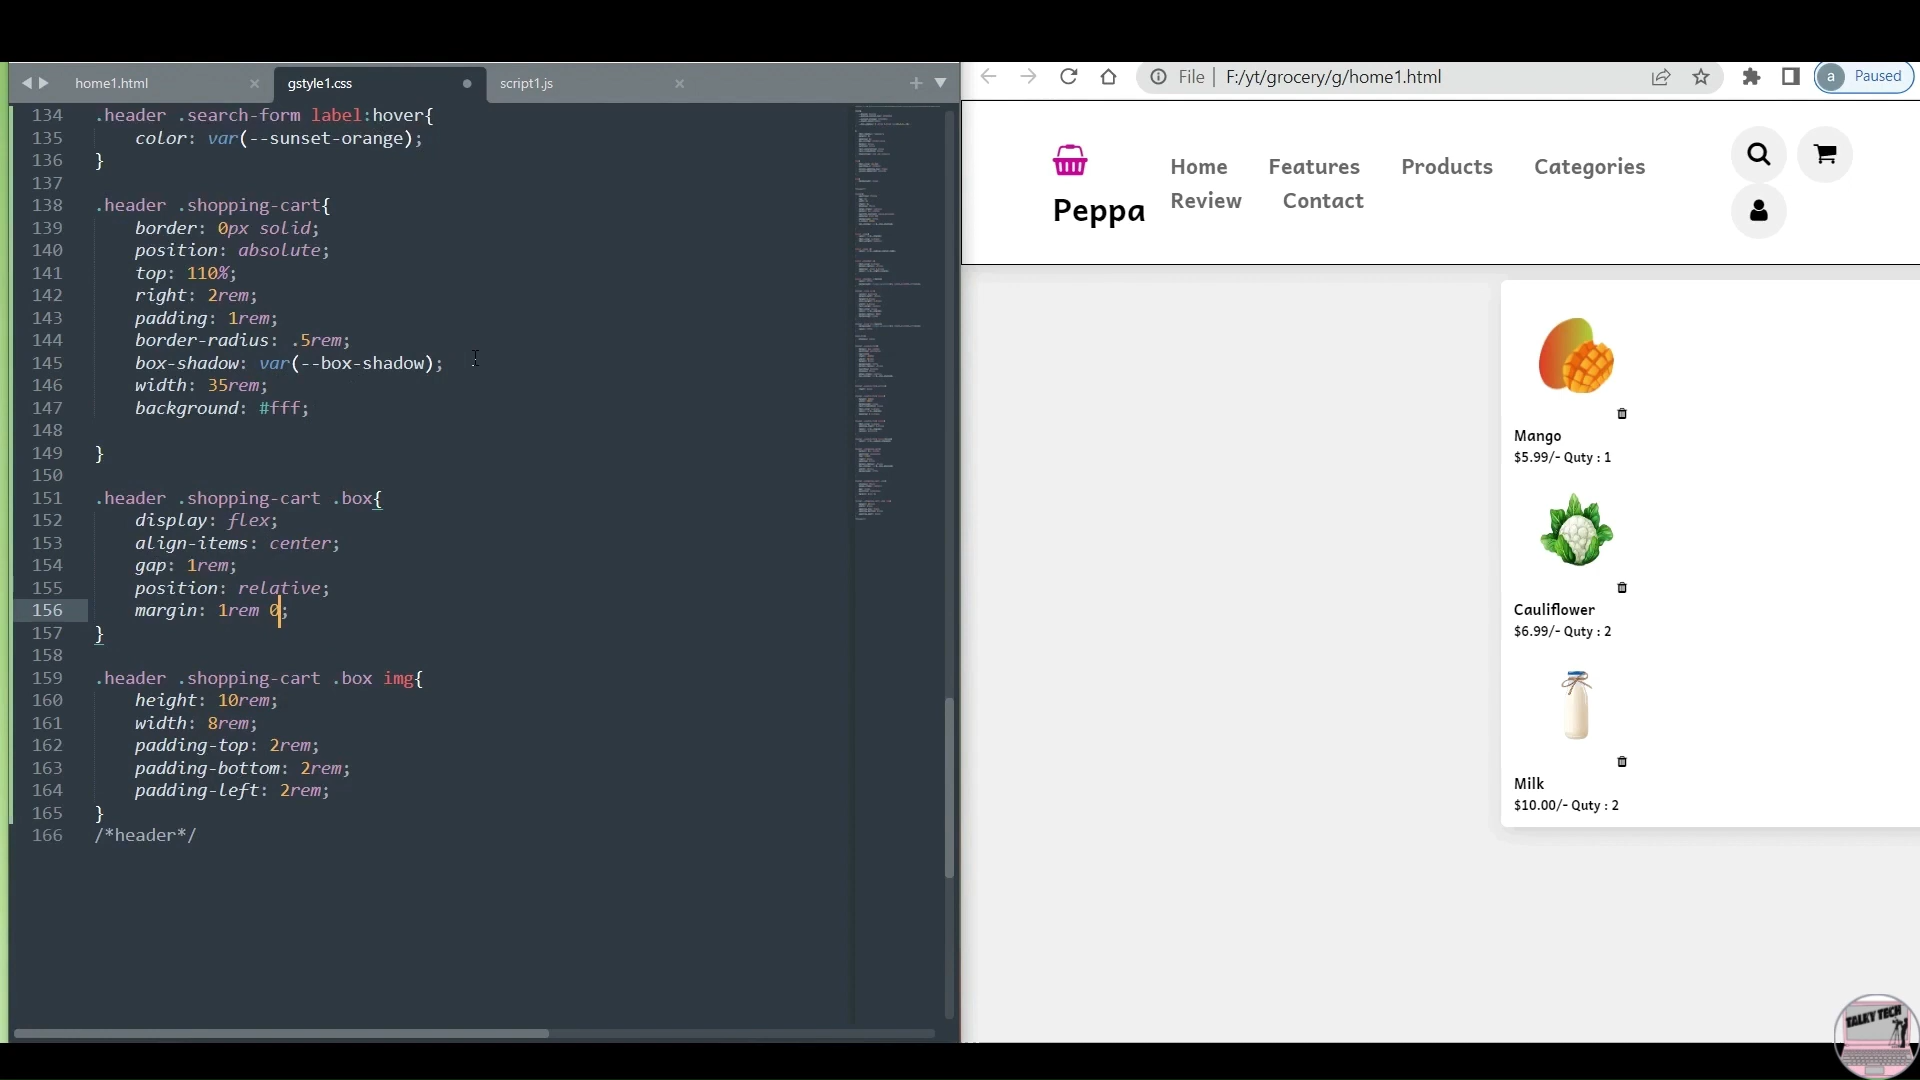 home1.html
gstyle1.css
script1.js
134 .header .search-form label:hover{
135 color: var(--sunset-orange);
136 }
137
138 .header .shopping-cart{
139 border: 0px solid;
140 position: absolute;
141 top: 110%;
142 right: 2rem;
143 padding: 1rem;
144 border-radius: .5rem;
145 box-shadow: var(--box-shadow);
146 width: 35rem;
147 background: #fff;
148
149 }
150
151 .header .shopping-cart .box{
152 display: flex;
153 align-items: center;
154 gap: 1rem;
155 position: relative;
156 margin: 1rem 0;
157 }
158
159 .header .shopping-cart .box img{
160 height: 10rem;
161 width: 8rem;
162 padding-top: 2rem;
163 padding-bottom: 2rem;
164 padding-left: 2rem;
165 }
166 /*header*/
File | F:/yt/grocery/g/home1.html
a Paused
Peppa
Home Features Products Categories
Review Contact
Mango
$5.99/- Quty : 1
Cauliflower
$6.99/- Quty : 2
Milk
$10.00/- Quty : 2
TALKY TECH